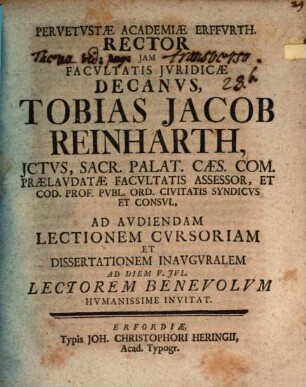 PERVETVSTÆ ACADEMIÆ ERFFVRTH.
RECTOR
JAM
FACVLTATIS JVRIDICÆ
DECANVS,
TOBIAS JACOB
REINHARTH,
JCTVS, SACR. PALAT. CÆS. COM.
PRÆLAVDATÆ FACVLTATIS ASSESSOR, ET
COD. PROF. PVBL. ORD. CIVITATIS SYNDICVS
ET CONSVL,
AD AVDIENDAM
LECTIONEM CVRSORIAM
ET
DISSERTATIONEM INAVGVRALEM
AD DIEM V. JVL.
LECTOREM BENEVOLVM
HVMANISSIME INVITAT.
ERFORDIÆ,
Typis JOH. CHRISTOPHORI HERINGII,
Acad. Typogr.